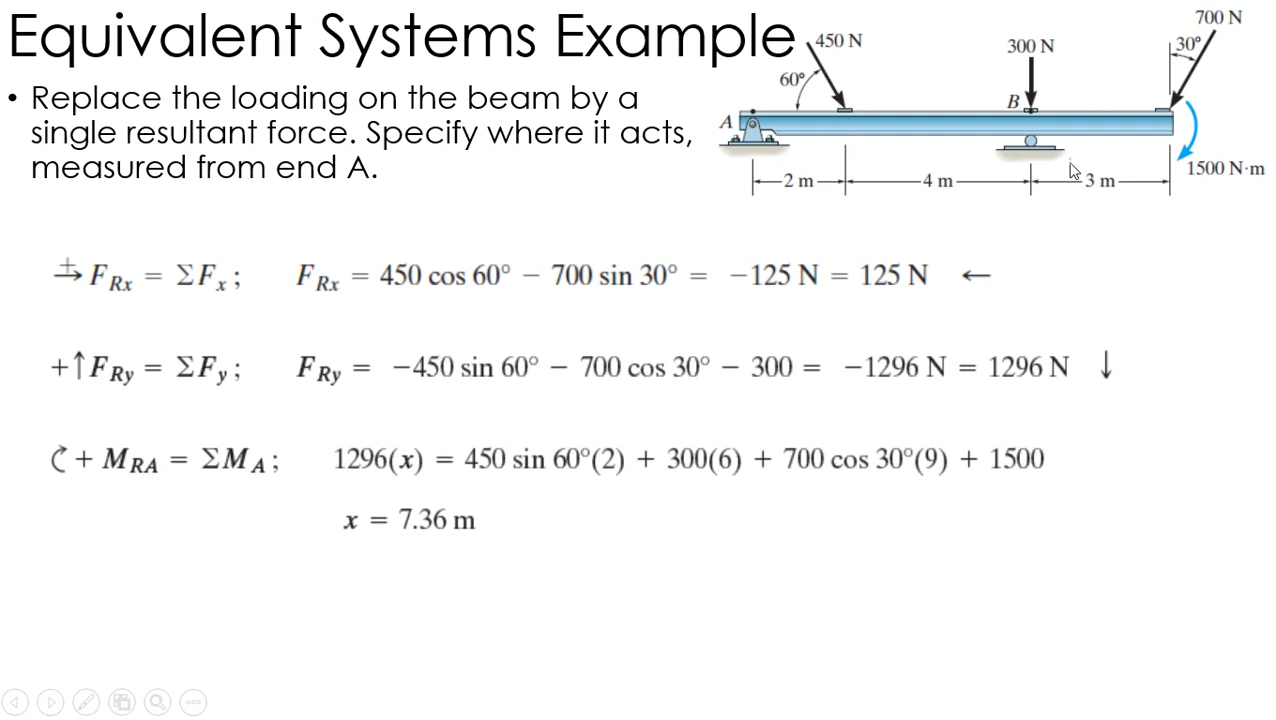 Equivalent Systems Example
• Replace the loading on the beam by a
single resultant force. Specify where it acts,
measured from end A.
450 N
60°
300 N
700 N
30°
A
B
1500 N·m
2 m
4 m
3 m
→+ F_Rx = ΣF_x; F_Rx = 450 cos 60° − 700 sin 30° = −125 N = 125 N ←
+↑F_Ry = ΣF_y; F_Ry = −450 sin 60° − 700 cos 30° − 300 = −1296 N = 1296 N ↓
↻+ M_RA = ΣM_A; 1296(x) = 450 sin 60°(2) + 300(6) + 700 cos 30°(9) + 1500
x = 7.36 m